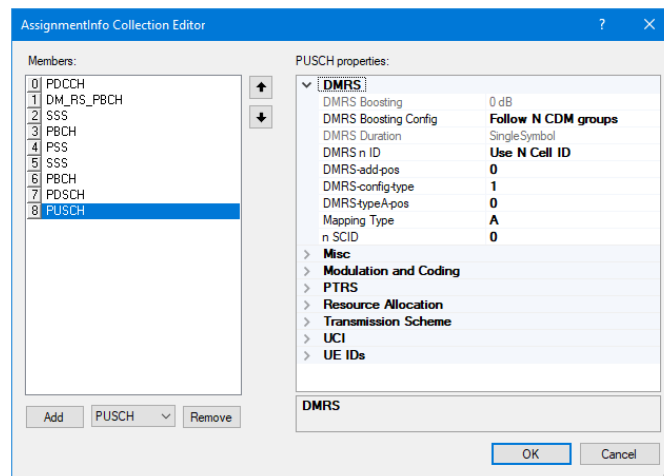 AssignmentInfo Collection Editor ? ✕
Members:
0 PDCCH
1 DM_RS_PBCH
2 SSS
3 PBCH
4 PSS
5 SSS
6 PBCH
7 PDSCH
8 PUSCH
Add PUSCH Remove
PUSCH properties:
DMRS
DMRS Boosting 0 dB
DMRS Boosting Config Follow N CDM groups
DMRS Duration SingleSymbol
DMRS n ID Use N Cell ID
DMRS-add-pos 0
DMRS-config-type 1
DMRS-typeA-pos 0
Mapping Type A
n SCID 0
Misc
Modulation and Coding
PTRS
Resource Allocation
Transmission Scheme
UCI
UE IDs
DMRS
OK Cancel